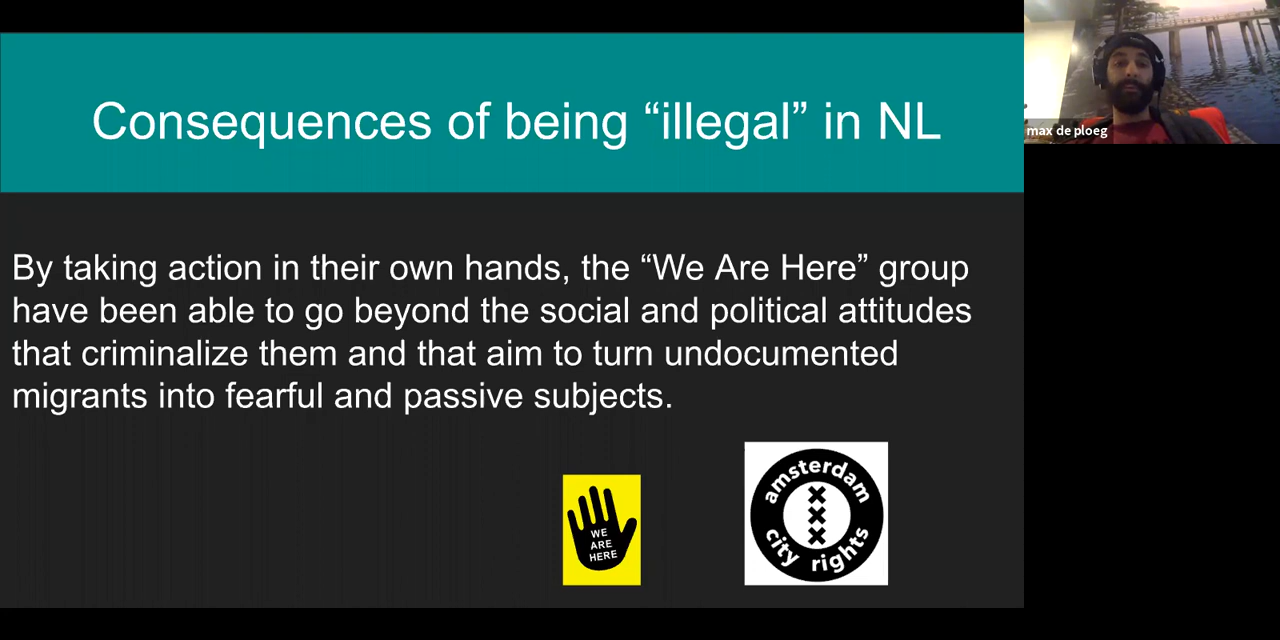 Consequences of being “illegal” in NL
max de ploeg
By taking action in their own hands, the “We Are Here” group
have been able to go beyond the social and political attitudes
that criminalize them and that aim to turn undocumented
migrants into fearful and passive subjects.
WE
ARE
HERE
amsterdam
city rights